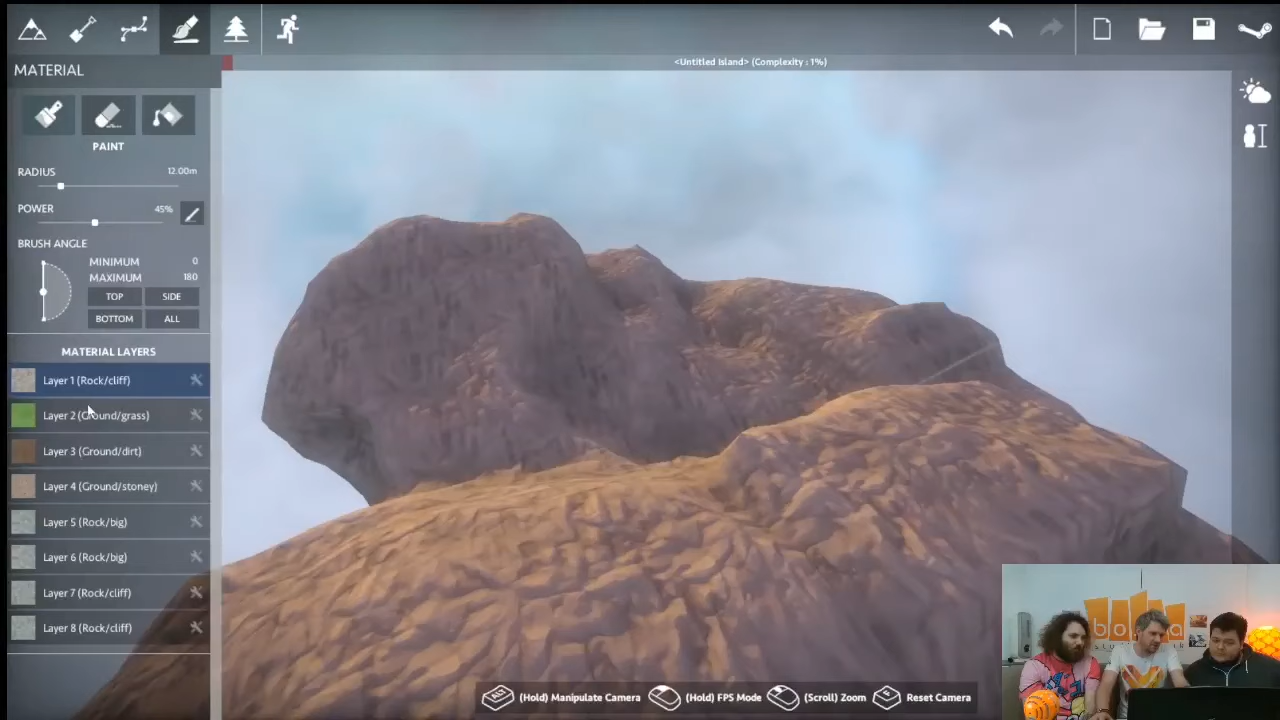 <Untitled Island> (Complexity : 1%)
MATERIAL
PAINT
RADIUS 12.00m
POWER 45%
BRUSH ANGLE
MINIMUM 0
MAXIMUM 180
TOP SIDE
BOTTOM ALL
MATERIAL LAYERS
Layer 1 (Rock/cliff)
Layer 2 (Ground/grass)
Layer 3 (Ground/dirt)
Layer 4 (Ground/stoney)
Layer 5 (Rock/big)
Layer 6 (Rock/big)
Layer 7 (Rock/cliff)
Layer 8 (Rock/cliff)
(Hold) Manipulate Camera (Hold) FPS Mode (Scroll) Zoom Reset Camera